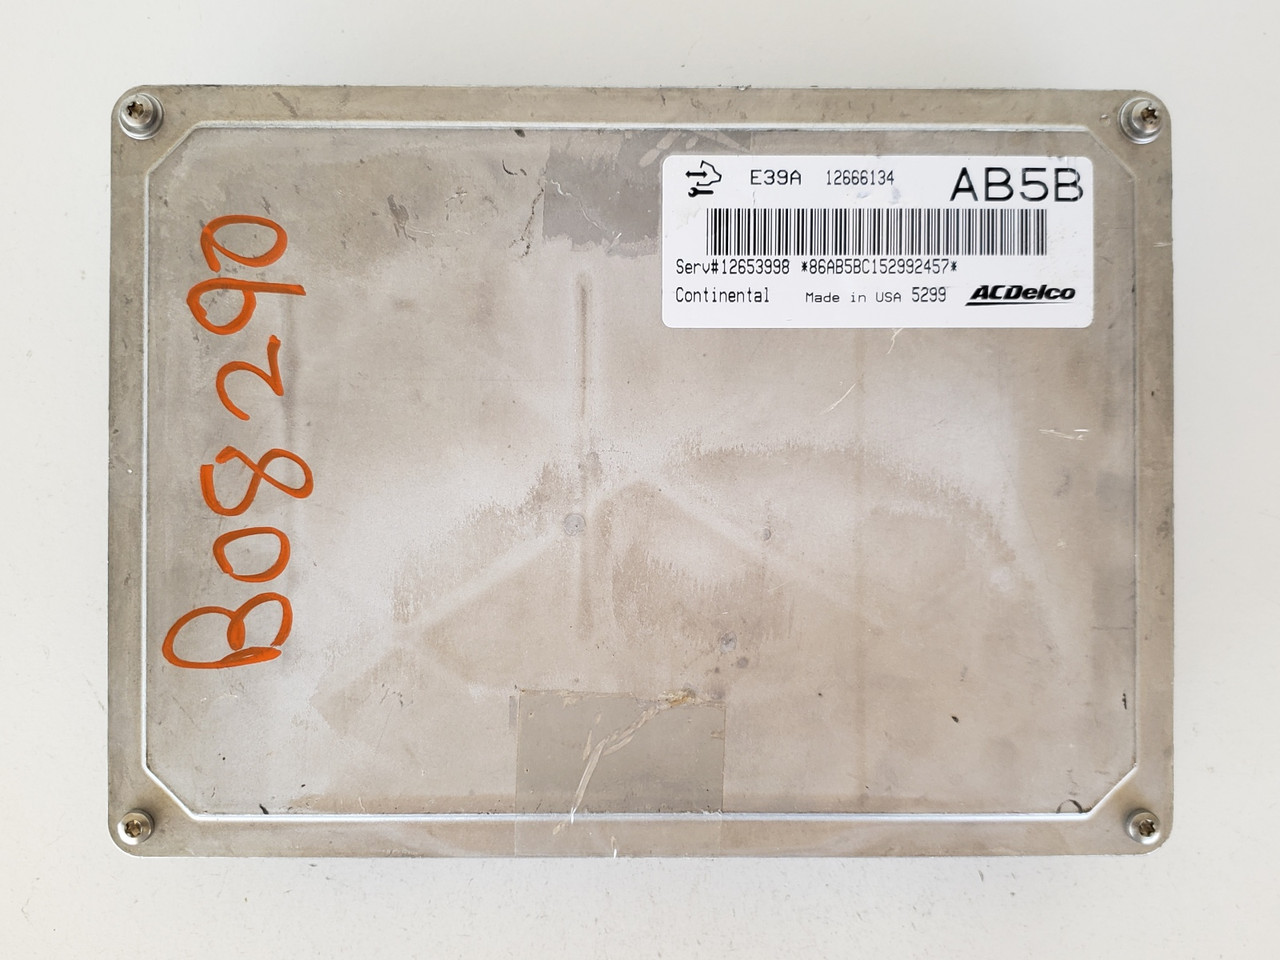 E39A 12666134 AB5B
Serv#12653998 *86AB5BC152992457*
Continental Made in USA 5299 ACDelco
B08290